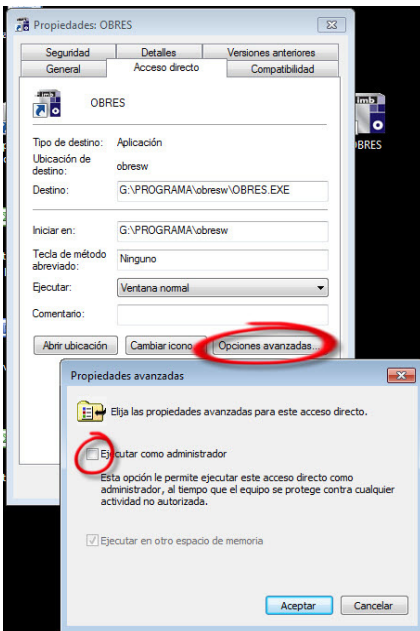 Propiedades: OBRES
Seguridad Detalles Versiones anteriores
General Acceso directo Compatibilidad
imb
OBRES
imb
OBRES
Tipo de destino: Aplicación
Ubicación de
destino: obresw
Destino: G:\PROGRAMA\obresw\OBRES.EXE
Iniciar en: G:\PROGRAMA\obresw
Tecla de método
abreviado: Ninguno
Ejecutar: Ventana normal
Comentario:
Abrir ubicación Cambiar icono... Opciones avanzadas...
Propiedades avanzadas
Elija las propiedades avanzadas para este acceso directo.
Ejecutar como administrador
Esta opción le permite ejecutar este acceso directo como
administrador, al tiempo que el equipo se protege contra cualquier
actividad no autorizada.
Ejecutar en otro espacio de memoria
Aceptar Cancelar